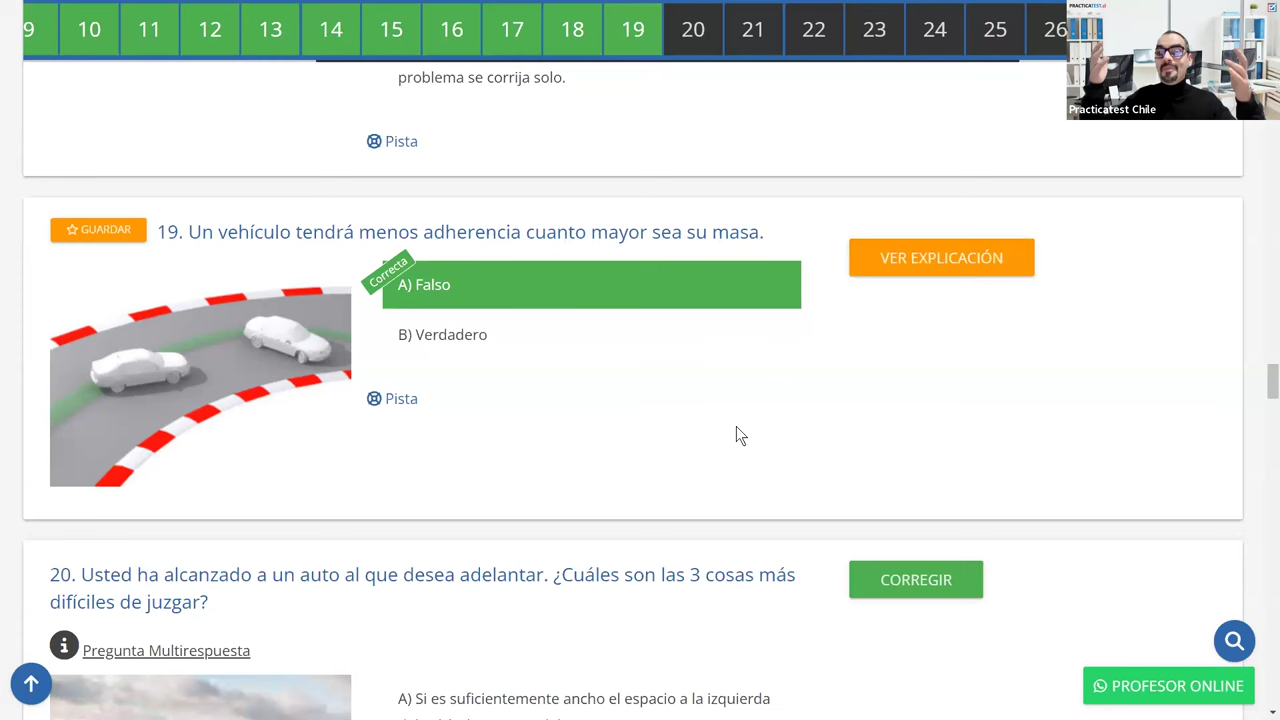 9 10 11 12 13 14 15 16 17 18 19 20 21 22 23 24 25 26
PRACTICATEST.cl
Practicatest Chile
problema se corrija solo.
Pista
GUARDAR
19. Un vehículo tendrá menos adherencia cuanto mayor sea su masa.
VER EXPLICACIÓN
Correcta
A) Falso
B) Verdadero
Pista
20. Usted ha alcanzado a un auto al que desea adelantar. ¿Cuáles son las 3 cosas más
difíciles de juzgar?
CORREGIR
Pregunta Multirespuesta
A) Si es suficientemente ancho el espacio a la izquierda
PROFESOR ONLINE